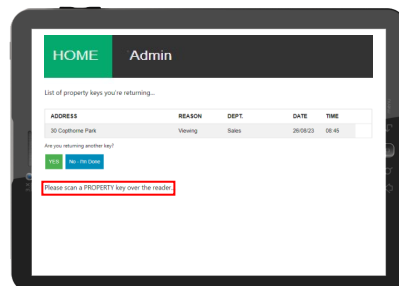 HOME Admin
List of property keys you're returning...
ADDRESS REASON DEPT. DATE TIME
30 Copthorne Park Viewing Sales 26/08/23 08:45
Are you returning another key?
YES No - I'm Done
Please scan a PROPERTY key over the reader.